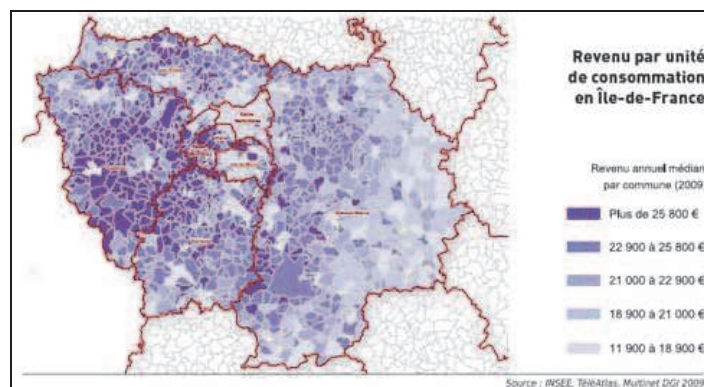 Revenu par unité
de consommation
en Île-de-France
Revenu annuel médian
par commune (2009)
Plus de 25 800 €
22 900 à 25 800 €
21 000 à 22 900 €
18 900 à 21 000 €
11 900 à 18 900 €
Source : INSEE, TéléAtlas, Multinet DGI 2009